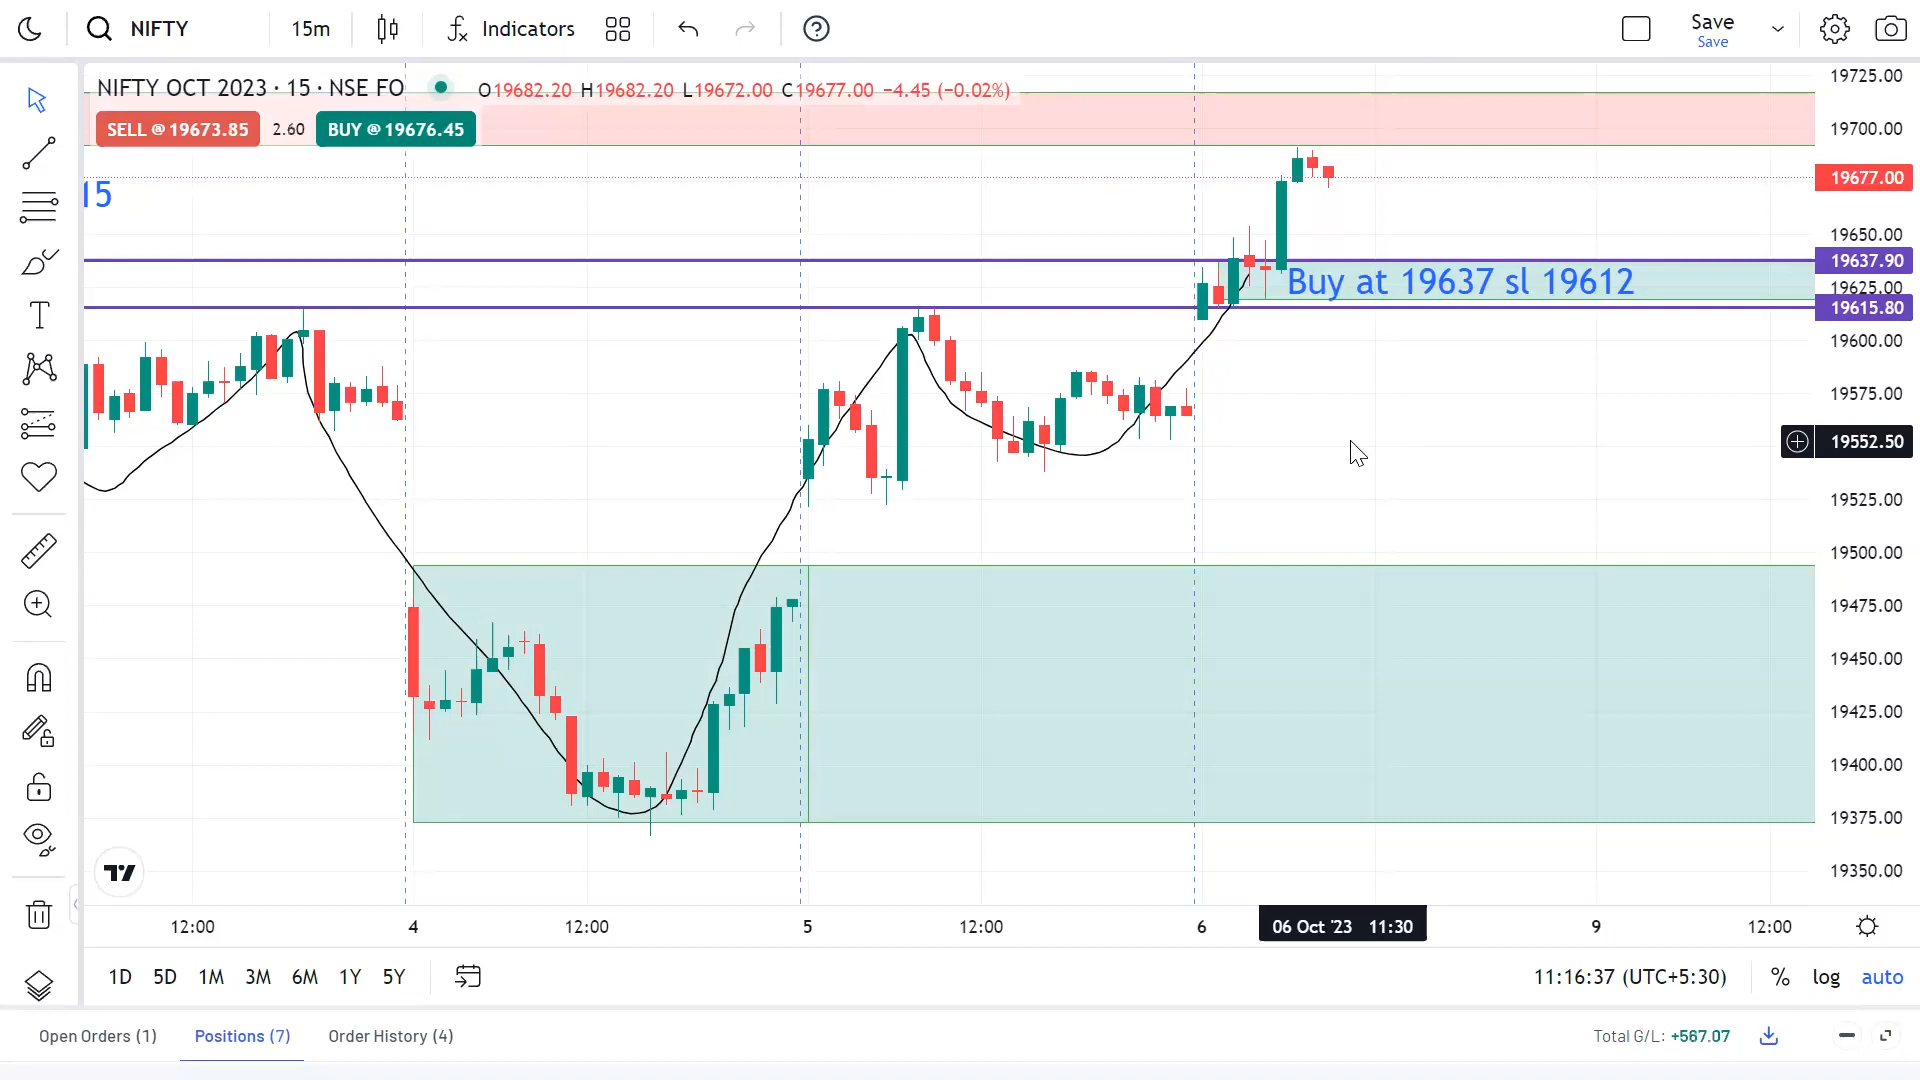 NIFTY
15m
Indicators
Save
Save
NIFTY OCT 2023 · 15 · NSE FO
O19682.20 H19682.20 L19672.00 C19677.00 −4.45 (−0.02%)
SELL @ 19673.85
2.60
BUY @ 19676.45
15
Buy at 19637 sl 19612
19725.00
19700.00
19677.00
19650.00
19637.90
19625.00
19615.80
19600.00
19575.00
19552.50
19525.00
19500.00
19475.00
19450.00
19425.00
19400.00
19375.00
19350.00
12:00
4
12:00
5
12:00
6
06 Oct '23 11:30
9
12:00
1D 5D 1M 3M 6M 1Y 5Y
11:16:37 (UTC+5:30)
% log auto
Open Orders (1)
Positions (7)
Order History (4)
Total G/L: +567.07